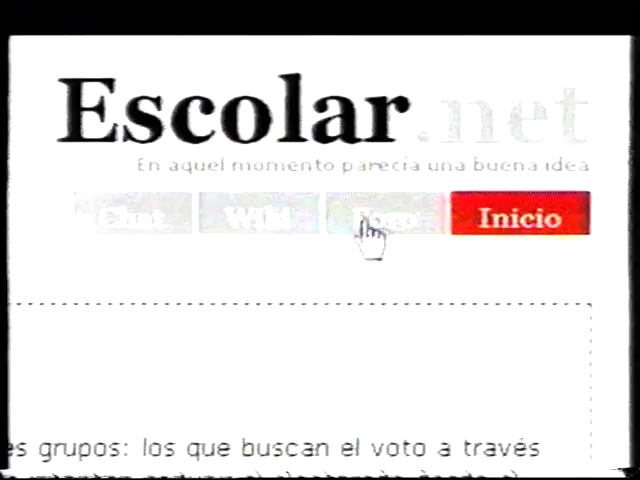 Escolar.net
En aquel momento parecía una buena idea
Chat Wiki Foro Inicio
es grupos: los que buscan el voto a través